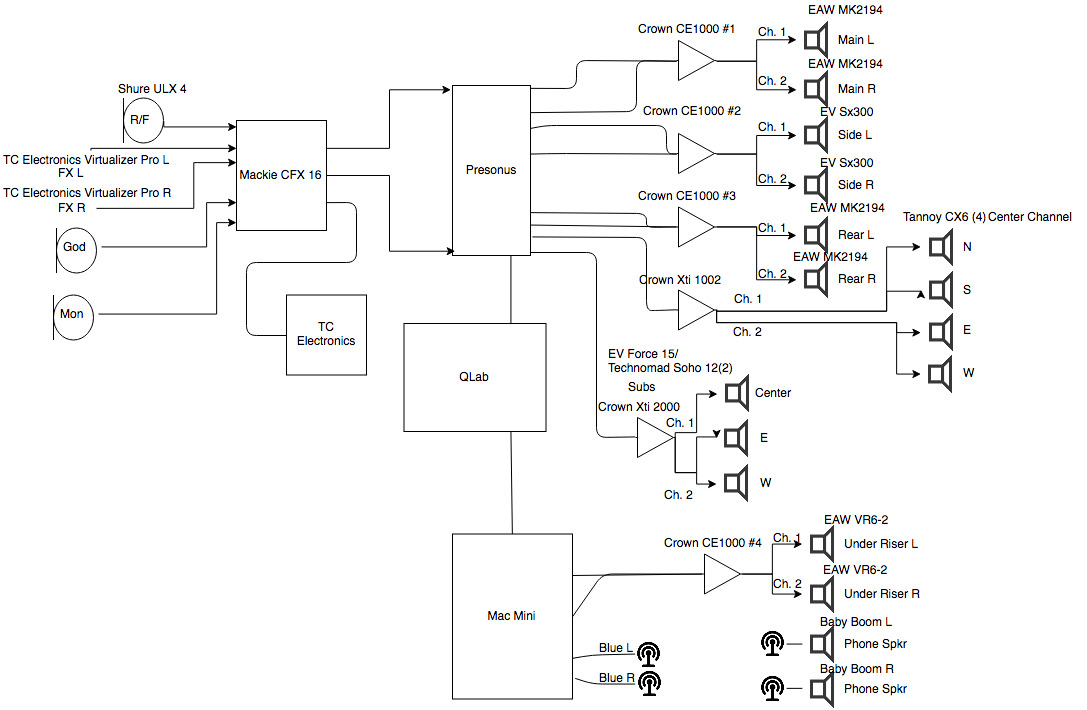 EAW MK2194
Crown CE1000 #1
Ch. 1
Main L
EAW MK2194
Ch. 2
Main R
Shure ULX 4
R/F
Crown CE1000 #2
EV Sx300
Ch. 1
Side L
TC Electronics Virtualizer Pro L
FX L
EV Sx300
Ch. 2
Side R
Mackie CFX 16
Presonus
TC Electronics Virtualizer Pro R
FX R
Crown CE1000 #3
EAW MK2194
Ch. 1
Rear L
Tannoy CX6 (4) Center Channel
God
N
EAW MK2194
Ch. 2
Rear R
Crown Xti 1002
Ch. 1
S
Mon
Ch. 2
E
TC
Electronics
EV Force 15/
Technomad Soho 12(2)
Subs
W
QLab
Center
Crown Xti 2000
Ch. 1
E
W
Ch. 2
EAW VR6-2
Crown CE1000 #4
Ch. 1
Under Riser L
EAW VR6-2
Ch. 2
Under Riser R
Mac Mini
Baby Boom L
Blue L
Phone Spkr
Baby Boom R
Blue R
Phone Spkr